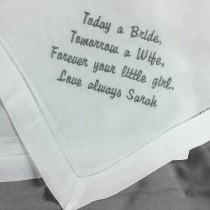 Today a Bride,
Tomorrow a Wife,
Forever your little girl.
Love always Sarah